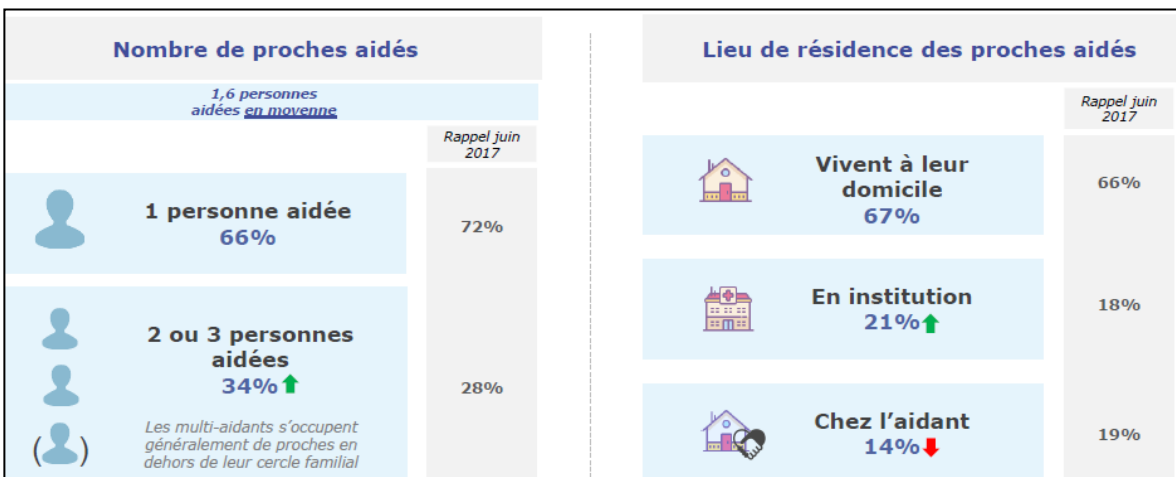 Nombre de proches aidés
1,6 personnes
aidées en moyenne
Rappel juin
2017
1 personne aidée
66%
72%
2 ou 3 personnes
aidées
34%
28%
Les multi-aidants s’occupent
généralement de proches en
dehors de leur cercle familial
( )
Lieu de résidence des proches aidés
Rappel juin
2017
Vivent à leur
domicile
67%
66%
En institution
21%
18%
Chez l’aidant
14%
19%